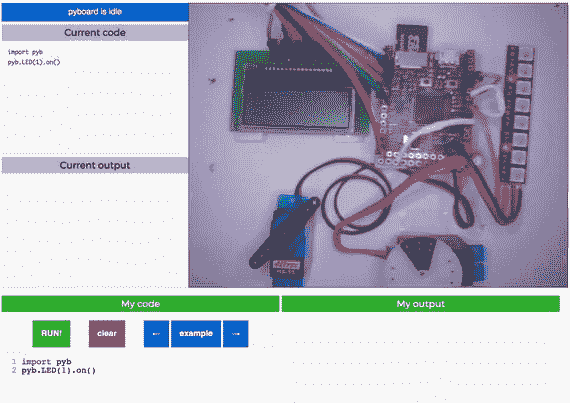 pyboard is idle
Current code
import pyb
pyb.LED(1).on()
Current output
My code
My output
RUN!
clear
example
1 import pyb
2 pyb.LED(1).on()